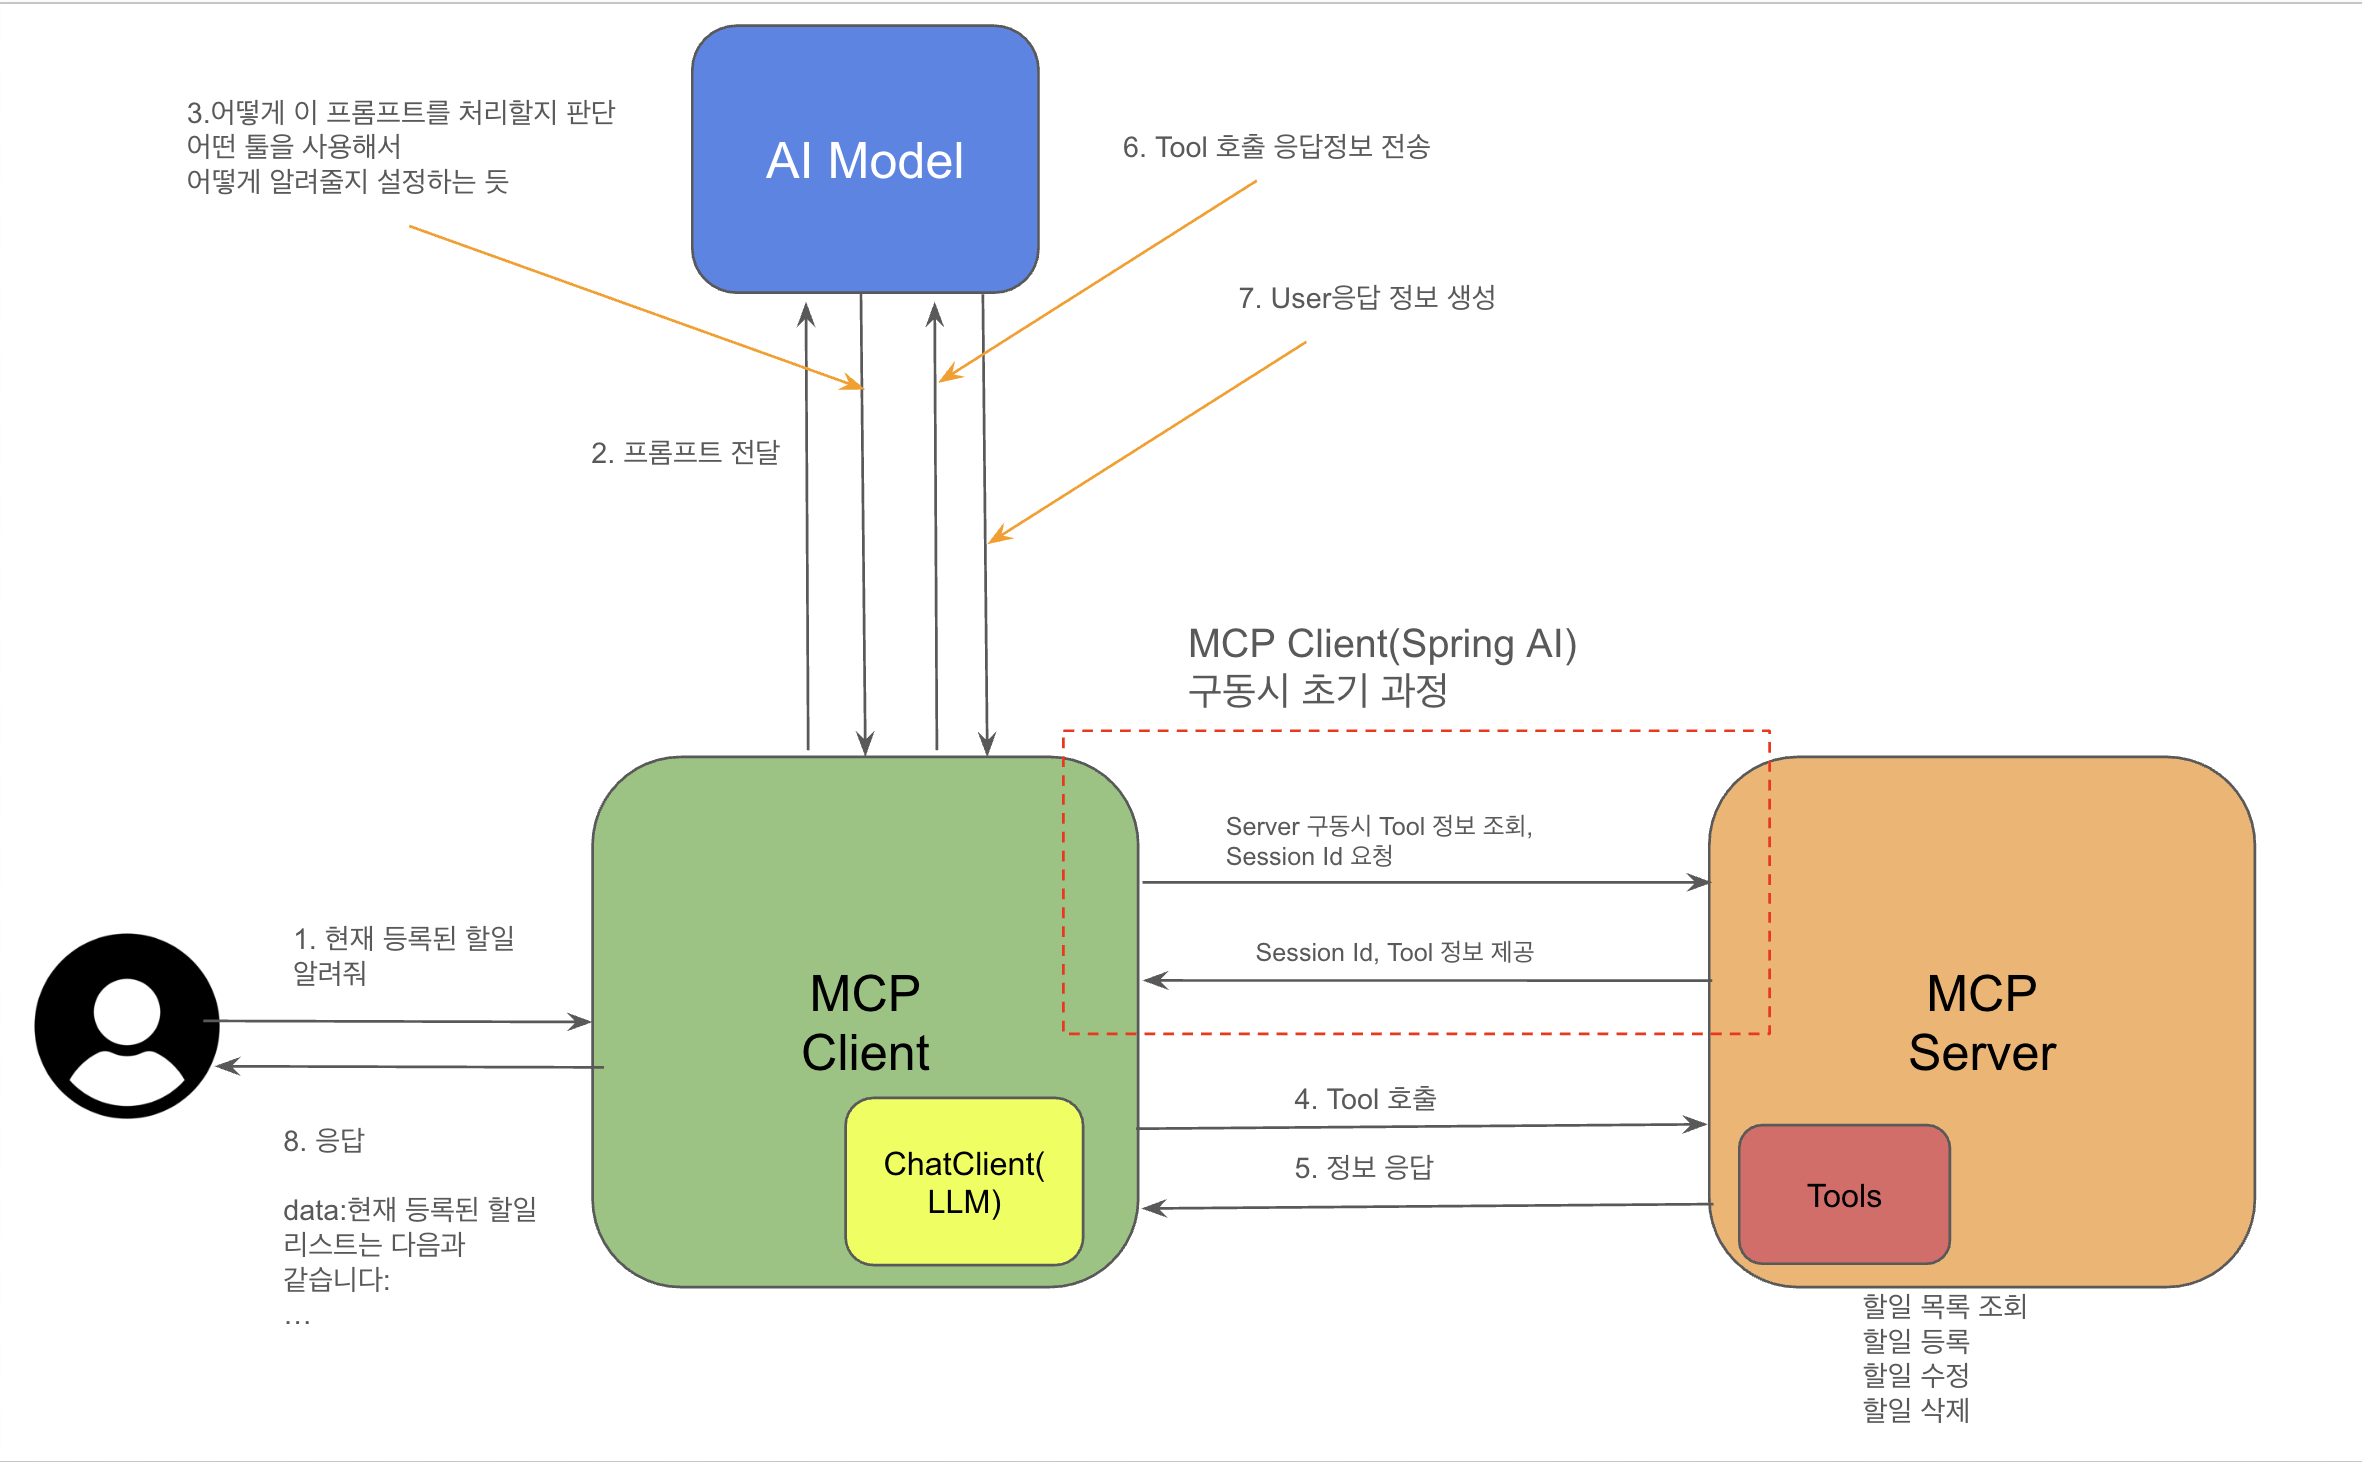 AI Model
3.어떻게 이 프롬프트를 처리할지 판단
어떤 툴을 사용해서
어떻게 알려줄지 설정하는 듯
6. Tool 호출 응답정보 전송
7. User응답 정보 생성
2. 프롬프트 전달
MCP Client(Spring AI)
구동시 초기 과정
Server 구동시 Tool 정보 조회,
Session Id 요청
Session Id, Tool 정보 제공
1. 현재 등록된 할일
알려줘
MCP
Client
MCP
Server
4. Tool 호출
5. 정보 응답
ChatClient(
LLM)
Tools
8. 응답
data:현재 등록된 할일
리스트는 다음과
같습니다:
…
할일 목록 조회
할일 등록
할일 수정
할일 삭제